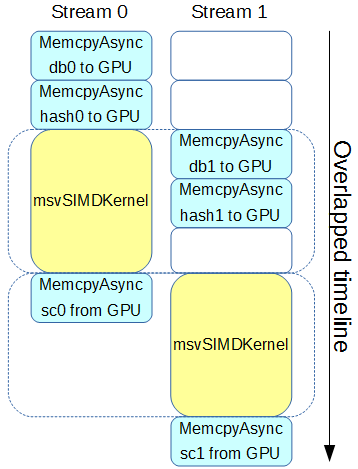 Stream 0
Stream 1
MemcpyAsync
db0 to GPU
MemcpyAsync
hash0 to GPU
msvSIMDKernel
MemcpyAsync
sc0 from GPU
MemcpyAsync
db1 to GPU
MemcpyAsync
hash1 to GPU
msvSIMDKernel
MemcpyAsync
sc1 from GPU
Overlapped timeline